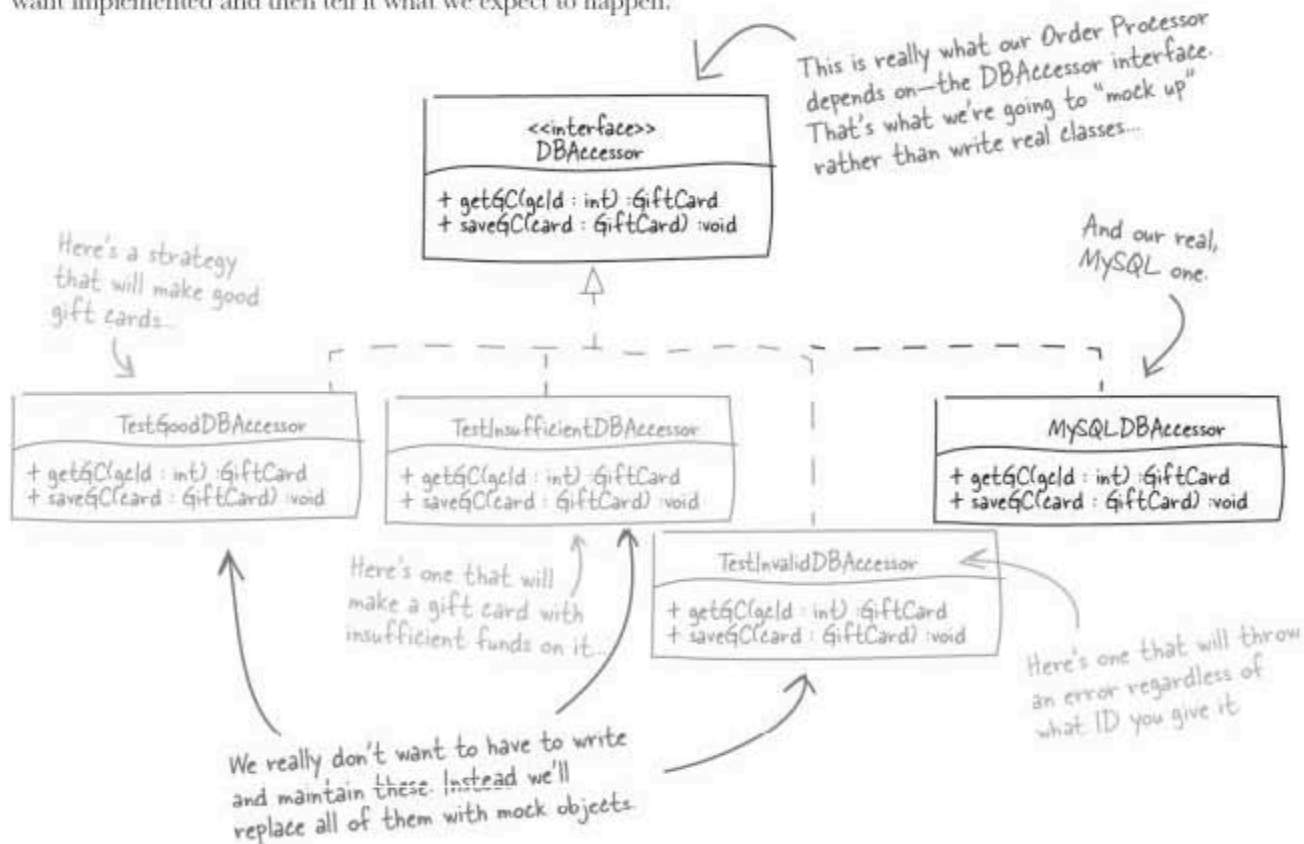 want implemented and then tell it what we expect to happen.
This is really what our Order Processor
depends on—the DBAccessor interface.
That's what we're going to "mock up"
rather than write real classes...
<<interface>>
DBAccessor
+ getGC(gcId : int) :GiftCard
+ saveGC(card : GiftCard) :void
Here's a strategy
that will make good
gift cards...
And our real,
MySQL one.
TestGoodDBAccessor
+ getGC(gcId : int) :GiftCard
+ saveGC(card : GiftCard) :void
TestInsufficientDBAccessor
+ getGC(gcId : int) :GiftCard
+ saveGC(card : GiftCard) :void
MySQLDBAccessor
+ getGC(gcId : int) :GiftCard
+ saveGC(card : GiftCard) :void
Here's one that will
make a gift card with
insufficient funds on it...
TestInvalidDBAccessor
+ getGC(gcId : int) :GiftCard
+ saveGC(card : GiftCard) :void
Here's one that will throw
an error regardless of
what ID you give it.
We really don't want to have to write
and maintain these. Instead we'll
replace all of them with mock objects.